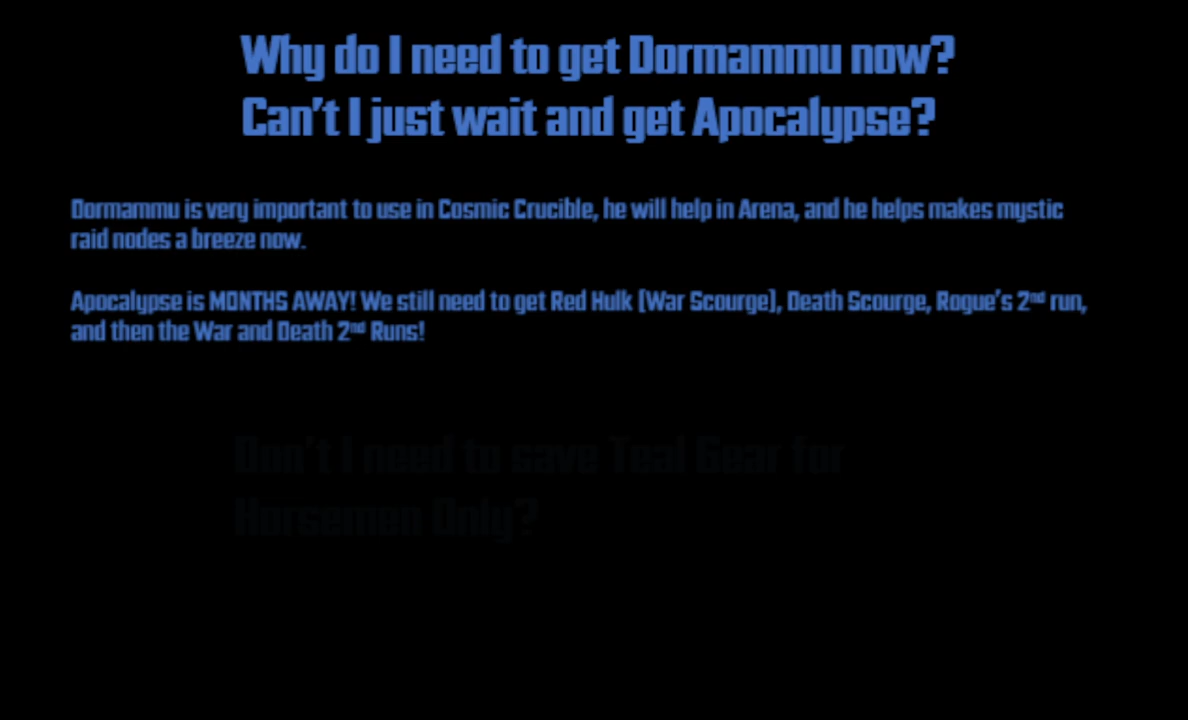 Why do I need to get Dormammu now?
Can't I just wait and get Apocalypse?
Dormammu is very important to use in Cosmic Crucible, he will help in Arena, and he helps makes mystic
raid nodes a breeze now.
Apocalypse is MONTHS AWAY! We still need to get Red Hulk (War Scourge), Death Scourge, Rogue's 2nd run,
and then the War and Death 2nd Runs!
Don't I need to save Teal Gear for
Horsemen Only?